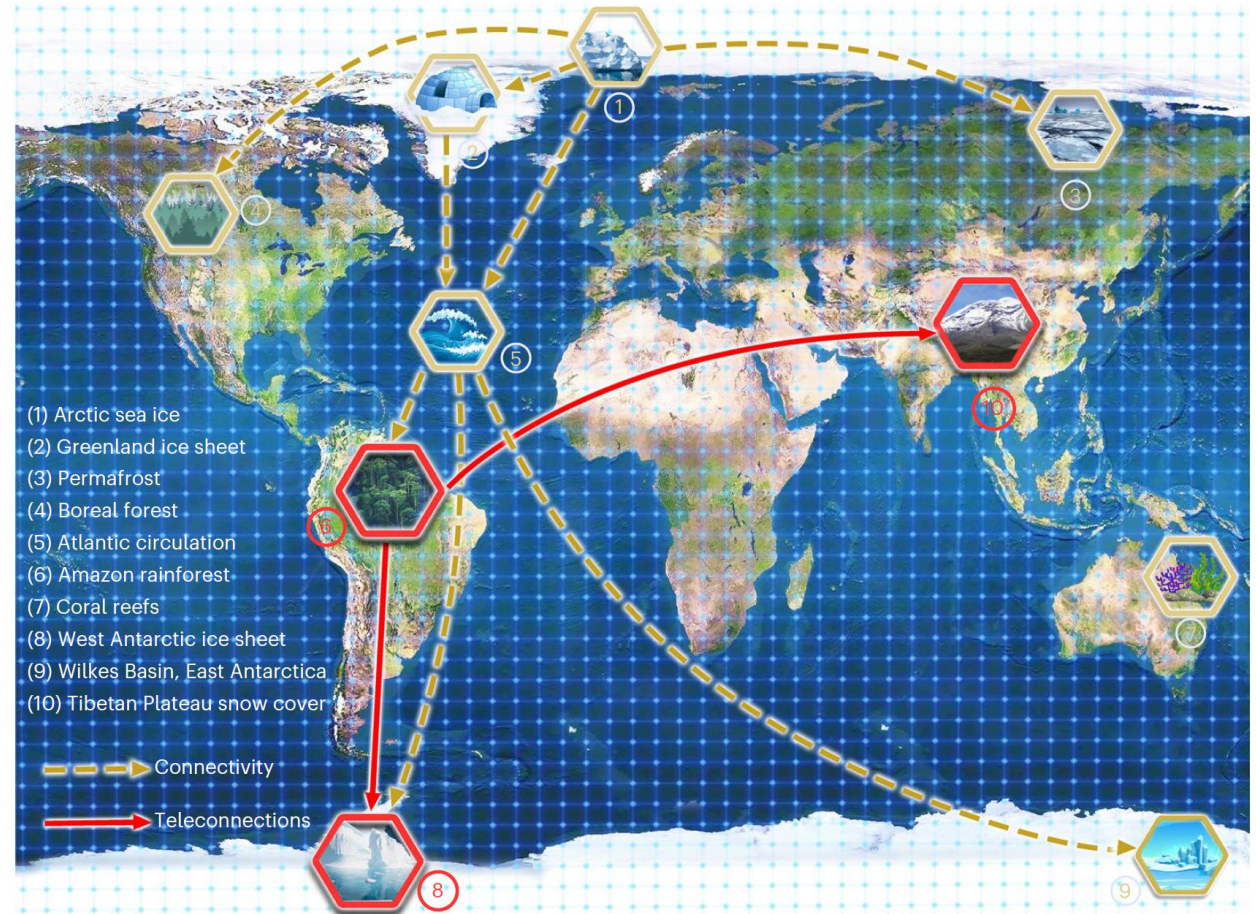 1
2
3
4
5
(1) Arctic sea ice
(2) Greenland ice sheet
(3) Permafrost
(4) Boreal forest
(5) Atlantic circulation
(6) Amazon rainforest
(7) Coral reefs
(8) West Antarctic ice sheet
(9) Wilkes Basin, East Antarctica
(10) Tibetan Plateau snow cover
10
6
7
Connectivity
Teleconnections
8
9